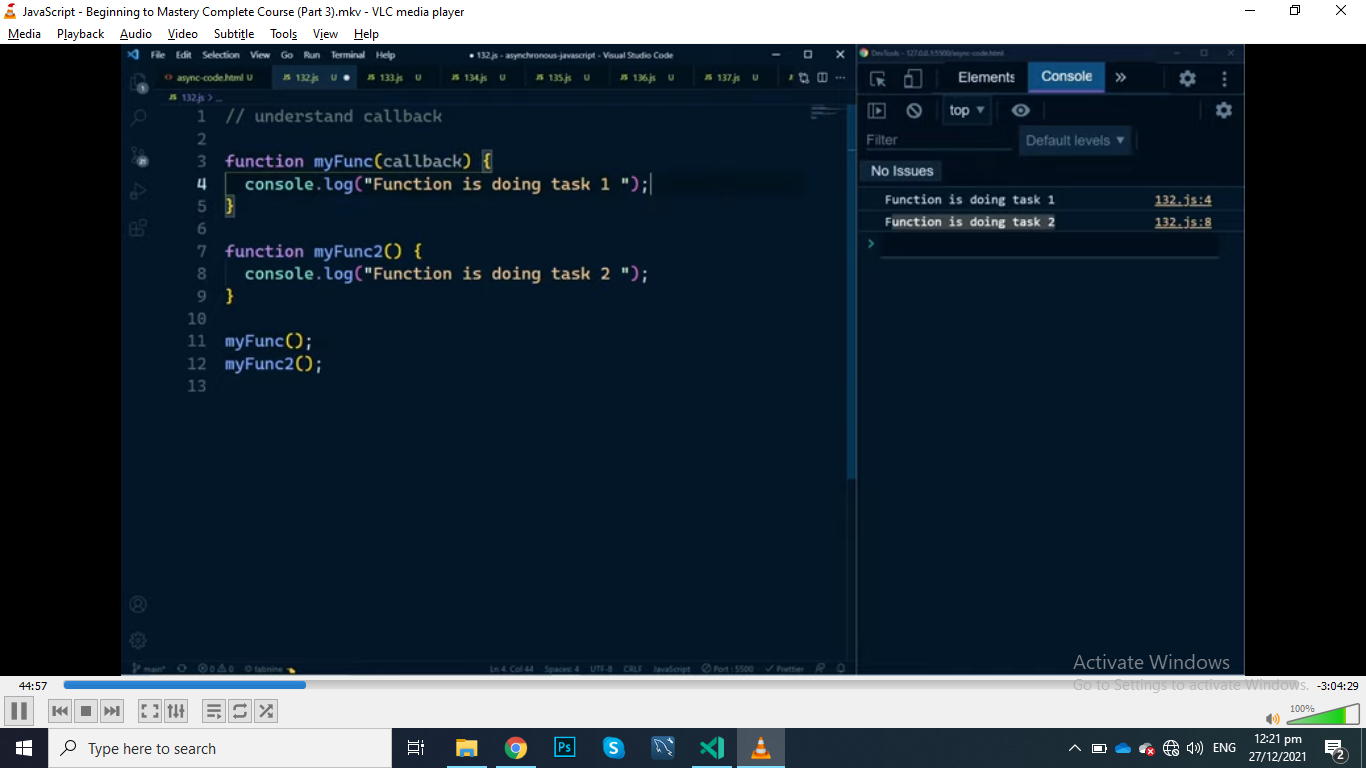 JavaScript - Beginning to Mastery Complete Course (Part 3).mkv - VLC media player
Media Playback Audio Video Subtitle Tools View Help
File Edit Selection View Go Run Terminal Help
● 132.js - asynchronous-javascript - Visual Studio Code
DevTools - 127.0.0.1:5500/async-code.html
async-code.html U
JS 132.js U ●
JS 133.js U
JS 134.js U
JS 135.js U
JS 136.js U
JS 137.js U
JS 132.js > ...
1 // understand callback
2
3 function myFunc(callback) {
4 console.log("Function is doing task 1 ");
5 }
6
7 function myFunc2() {
8 console.log("Function is doing task 2 ");
9 }
10
11 myFunc();
12 myFunc2();
13
Elements Console »
top ▼
Filter Default levels ▼
No Issues
Function is doing task 1 132.js:4
Function is doing task 2 132.js:8
>
main* 0 0 tabnine
Ln 4, Col 44 Spaces: 4 UTF-8 CRLF JavaScript Port : 5500 Prettier
Activate Windows
Go to Settings to activate Windows.
44:57 -3:04:29
100%
Type here to search
Ps
ENG
12:21 pm
27/12/2021
2